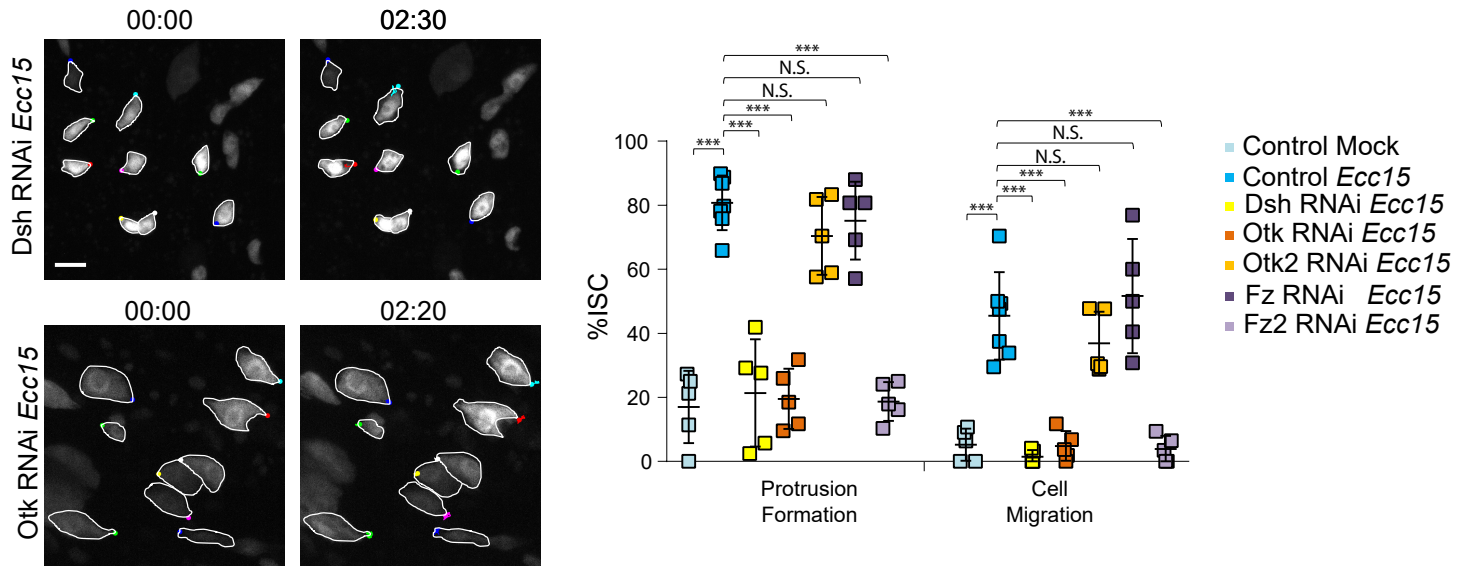 00:00
02:30
Dsh RNAi Ecc15
00:00
02:20
Otk RNAi Ecc15
***
N.S.
N.S.
***
***
***
***
N.S.
N.S.
***
***
***
%ISC
100
80
60
40
20
0
Protrusion
Formation
Cell
Migration
Control Mock
Control Ecc15
Dsh RNAi Ecc15
Otk RNAi Ecc15
Otk2 RNAi Ecc15
Fz RNAi Ecc15
Fz2 RNAi Ecc15